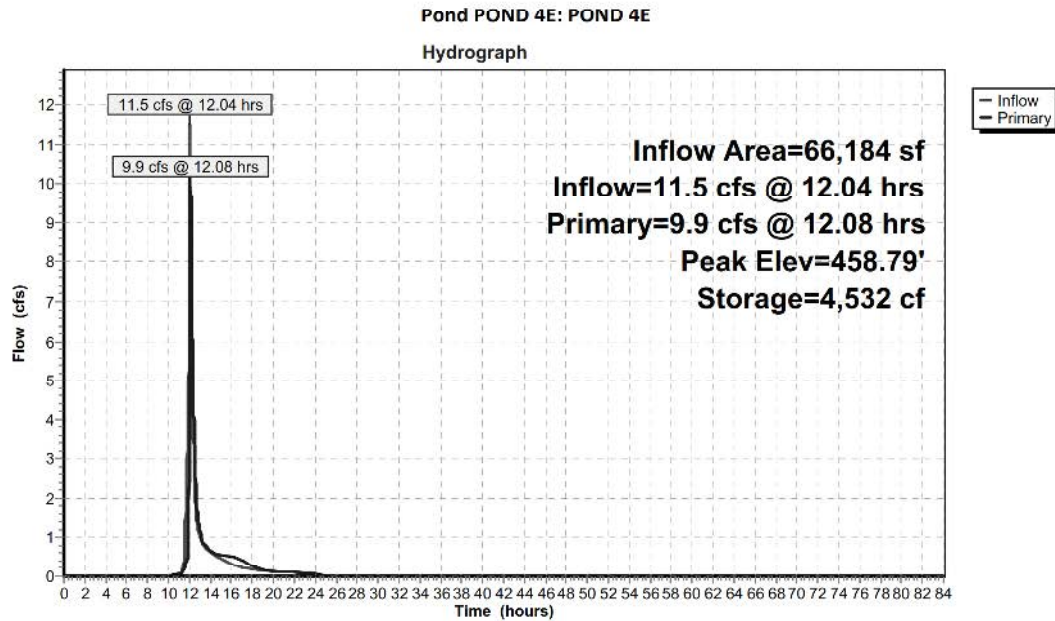 Pond POND 4E: POND 4E
Hydrograph
Inflow
Primary
11.5 cfs @ 12.04 hrs
9.9 cfs @ 12.08 hrs
Inflow Area=66,184 sf
Inflow=11.5 cfs @ 12.04 hrs
Primary=9.9 cfs @ 12.08 hrs
Peak Elev=458.79'
Storage=4,532 cf
Flow (cfs)
12
11
10
9
8
7
6
5
4
3
2
1
0
0 2 4 6 8 10 12 14 16 18 20 22 24 26 28 30 32 34 36 38 40 42 44 46 48 50 52 54 56 58 60 62 64 66 68 70 72 74 76 78 80 82 84
Time (hours)